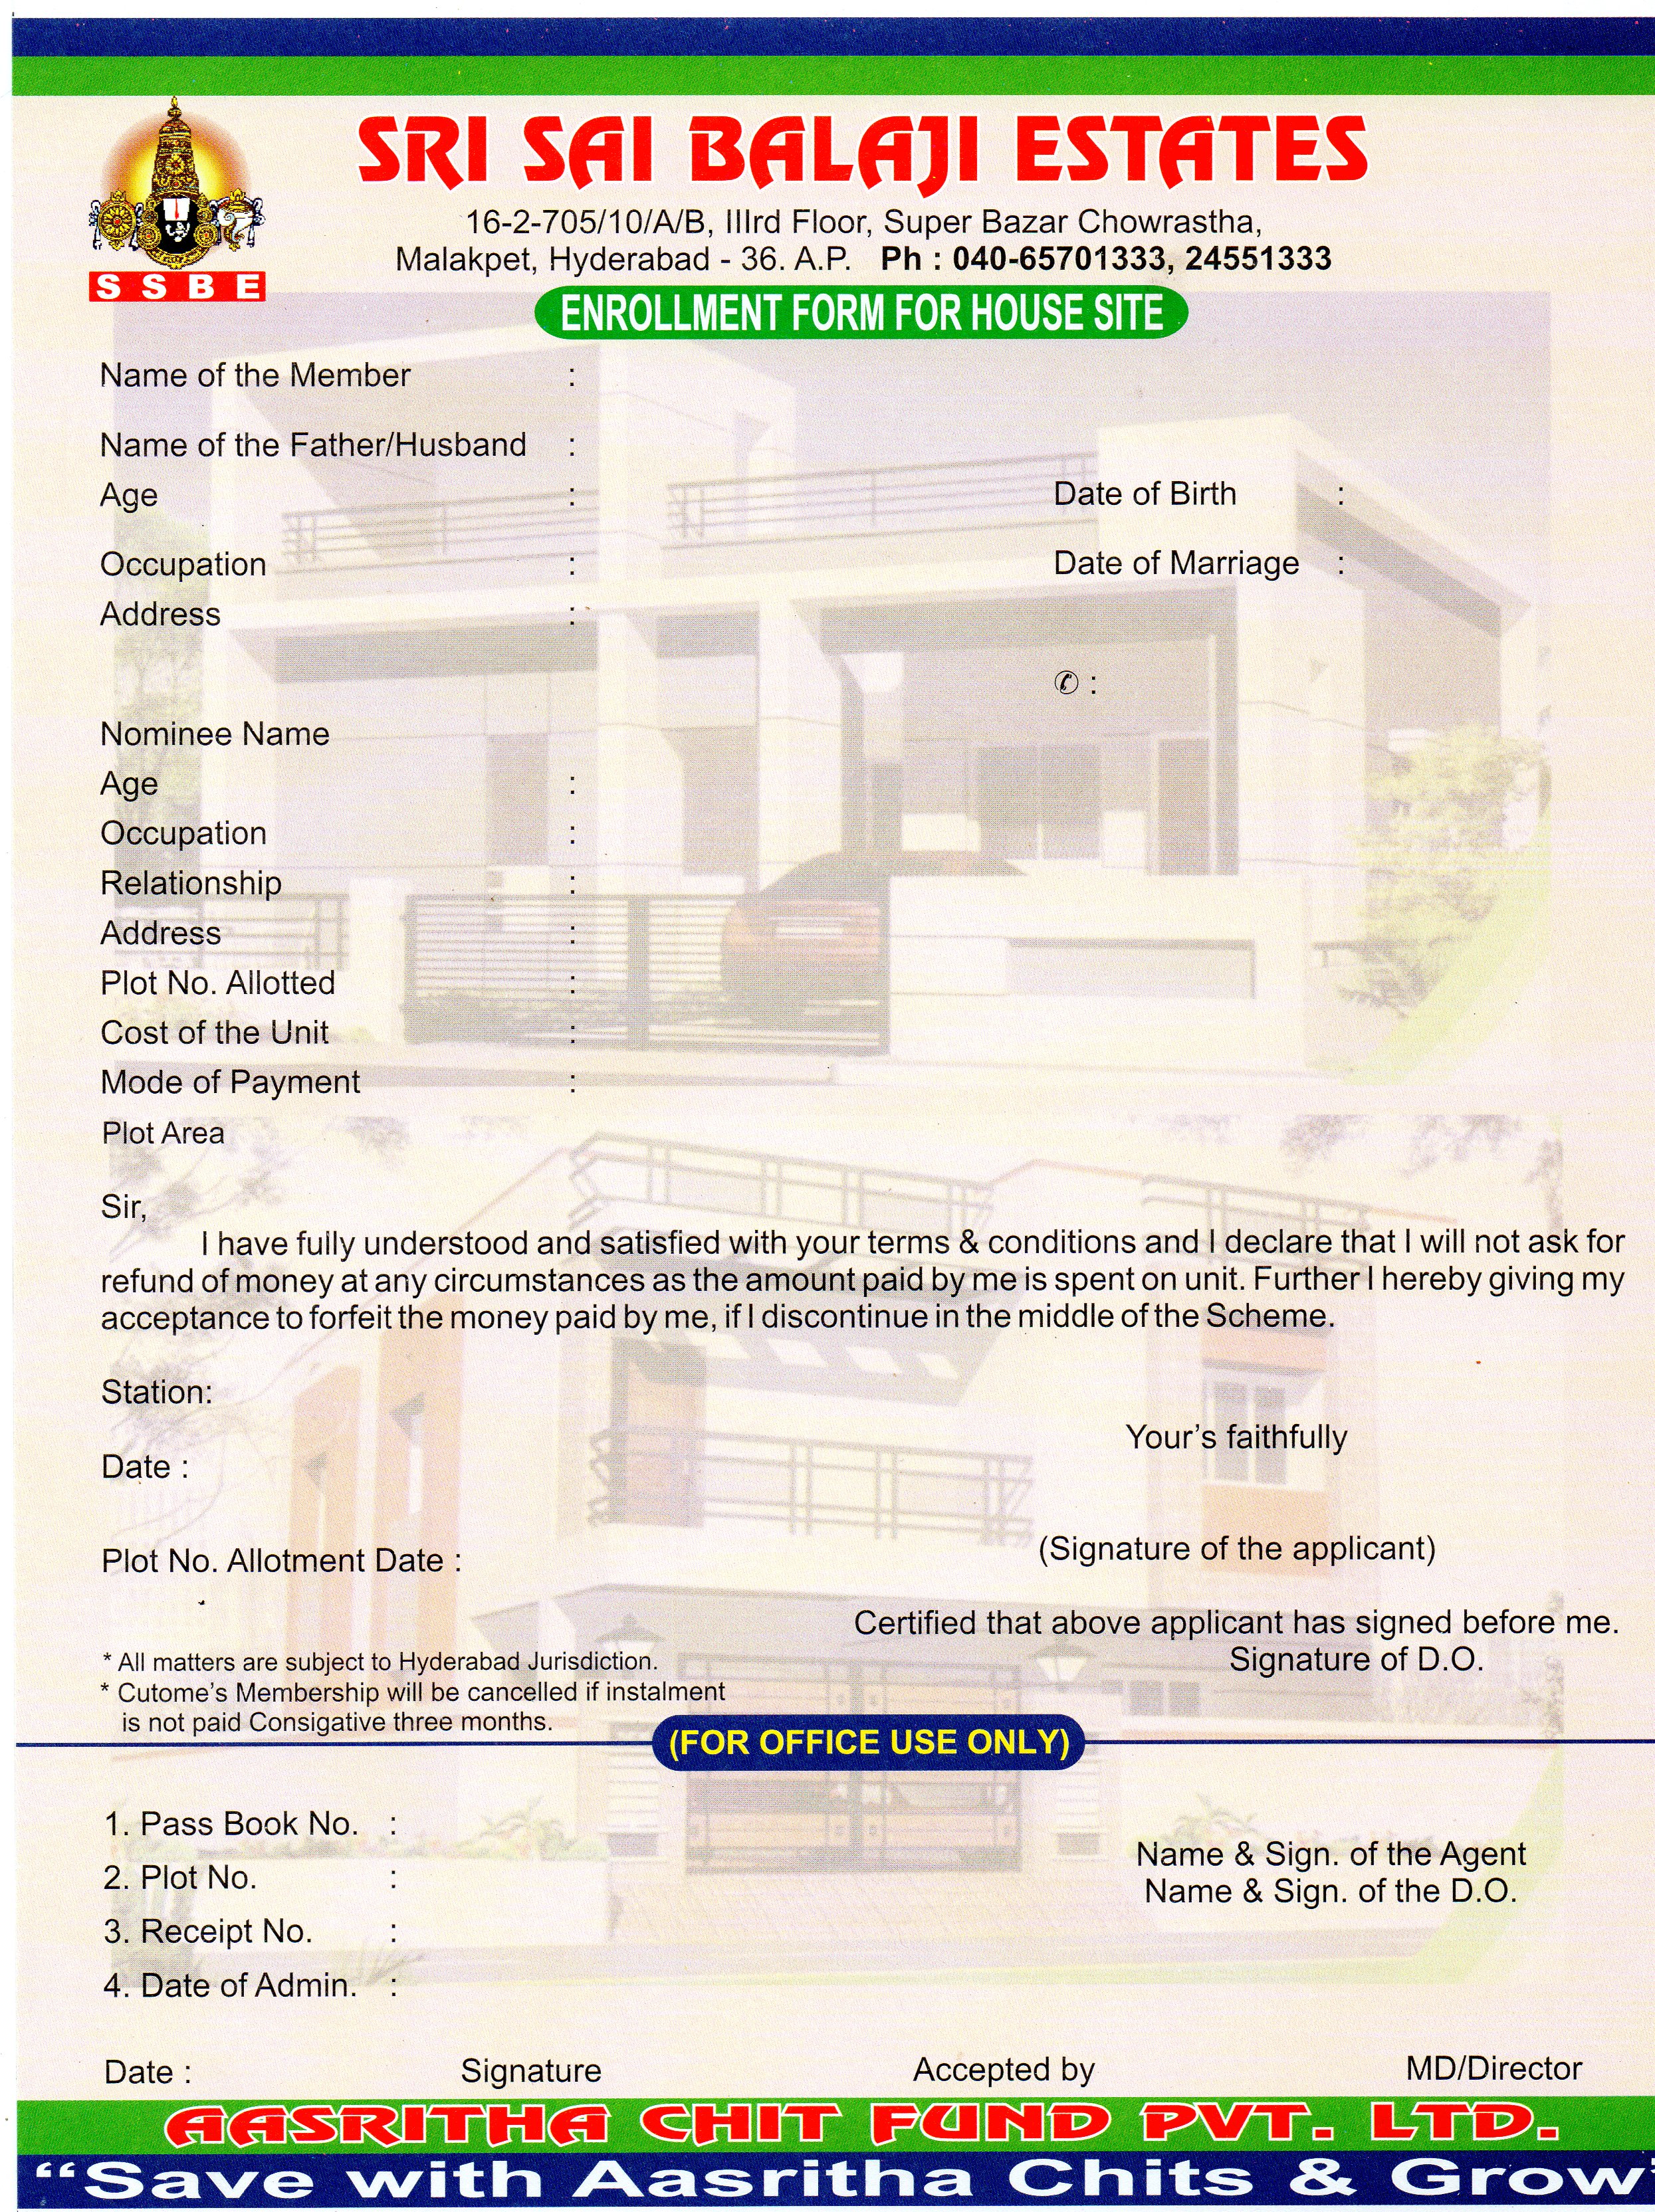 SRI SAI BALAJI ESTATES
16-2-705/10/A/B, IIIrd Floor, Super Bazar Chowrastha,
Malakpet, Hyderabad - 36. A.P. Ph : 040-65701333, 24551333
S S B E
ENROLLMENT FORM FOR HOUSE SITE
Name of the Member :
Name of the Father/Husband :
Age : Date of Birth :
Occupation : Date of Marriage :
Address :
✆ :
Nominee Name
Age :
Occupation :
Relationship :
Address :
Plot No. Allotted :
Cost of the Unit :
Mode of Payment :
Plot Area
Sir,
I have fully understood and satisfied with your terms & conditions and I declare that I will not ask for
refund of money at any circumstances as the amount paid by me is spent on unit. Further I hereby giving my
acceptance to forfeit the money paid by me, if I discontinue in the middle of the Scheme.
Station:
Your's faithfully
Date :
(Signature of the applicant)
Plot No. Allotment Date :
Certified that above applicant has signed before me.
Signature of D.O.
* All matters are subject to Hyderabad Jurisdiction.
* Cutome's Membership will be cancelled if instalment
is not paid Consigative three months.
(FOR OFFICE USE ONLY)
1. Pass Book No. :
2. Plot No. :
3. Receipt No. :
4. Date of Admin. :
Name & Sign. of the Agent
Name & Sign. of the D.O.
Date : Signature Accepted by MD/Director
AASRITHA CHIT FUND PVT. LTD.
“Save with Aasritha Chits & Grow”